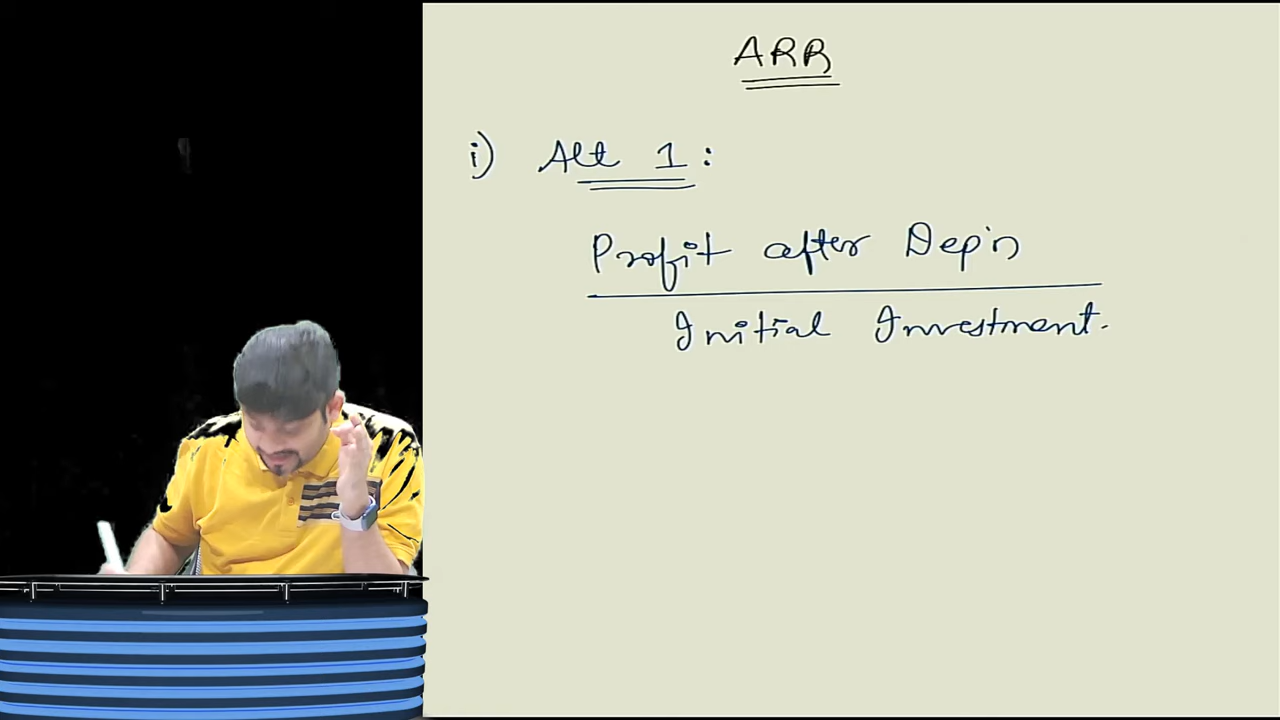 ARR
i) Alt 1:
Profit after Dep'n
Initial Investment.